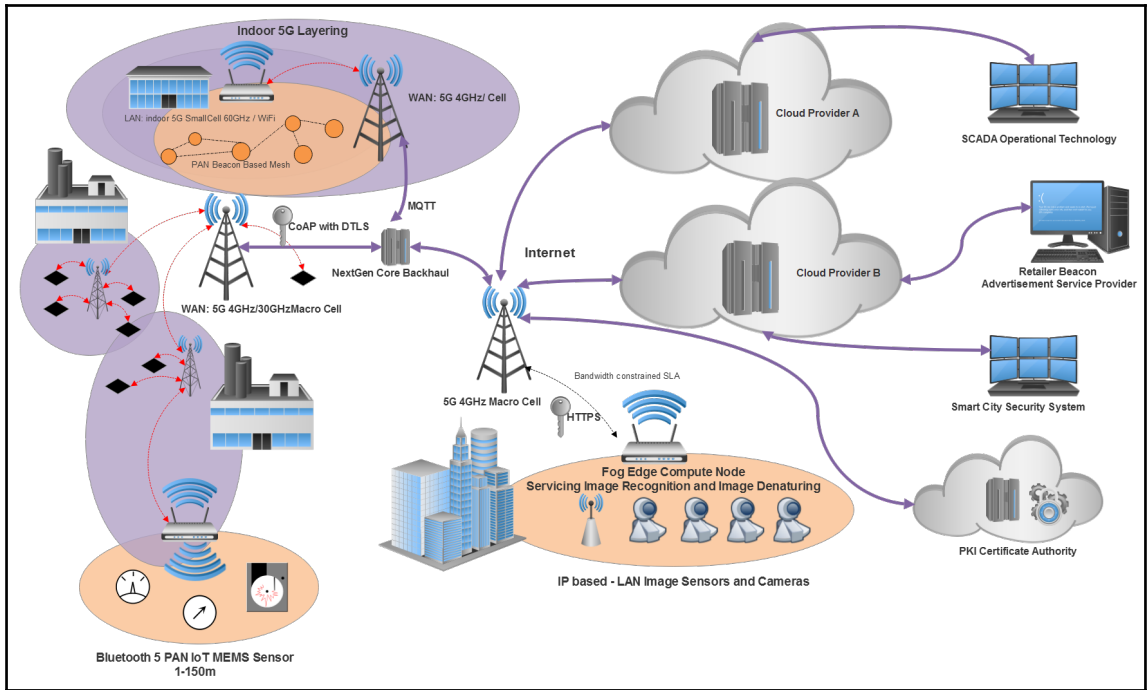 Indoor 5G Layering
WAN: 5G 4GHz/ Cell
LAN: indoor 5G SmallCell 60GHz / WiFi
PAN Beacon Based Mesh
MQTT
CoAP with DTLS
NextGen Core Backhaul
WAN: 5G 4GHz/30GHzMacro Cell
Internet
Cloud Provider A
SCADA Operational Technology
Cloud Provider B
Retailer Beacon
Advertisement Service Provider
Bandwidth constrained SLA
5G 4GHz Macro Cell
HTTPS
Smart City Security System
Fog Edge Compute Node
Servicing Image Recognition and Image Denaturing
PKI Certificate Authority
IP based - LAN Image Sensors and Cameras
Bluetooth 5 PAN IoT MEMS Sensor
1-150m